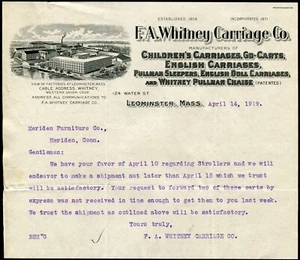 ESTABLISHED 1858. INCORPORATED 1871.
F.A. Whitney Carriage Co.
MANUFACTURERS OF
CHILDREN'S CARRIAGES, GO-CARTS,
ENGLISH CARRIAGES,
PULLMAN SLEEPERS, ENGLISH DOLL CARRIAGES,
AND WHITNEY PULLMAN CHAISE (PATENTED)
VIEW OF FACTORIES AT LEOMINSTER, MASS.
CABLE ADDRESS, WHITNEY,
WESTERN UNION CODE
ADDRESS ALL COMMUNICATIONS TO
F.A. WHITNEY CARRIAGE CO.
124 WATER ST.
LEOMINSTER, MASS. April 14, 1919.
Meriden Furniture Co.,
Meriden, Conn.
Gentlemen:
We have your favor of April 10 regarding Strollers and we will
endeavor to make a shipment not later than April 18 which we trust
will be satisfactory. Your request to forward two of these carts by
express was not received in time enough to get them to you last week.
We trust the shipment as outlined above will be satisfactory.
Yours truly,
F. A. WHITNEY CARRIAGE CO.